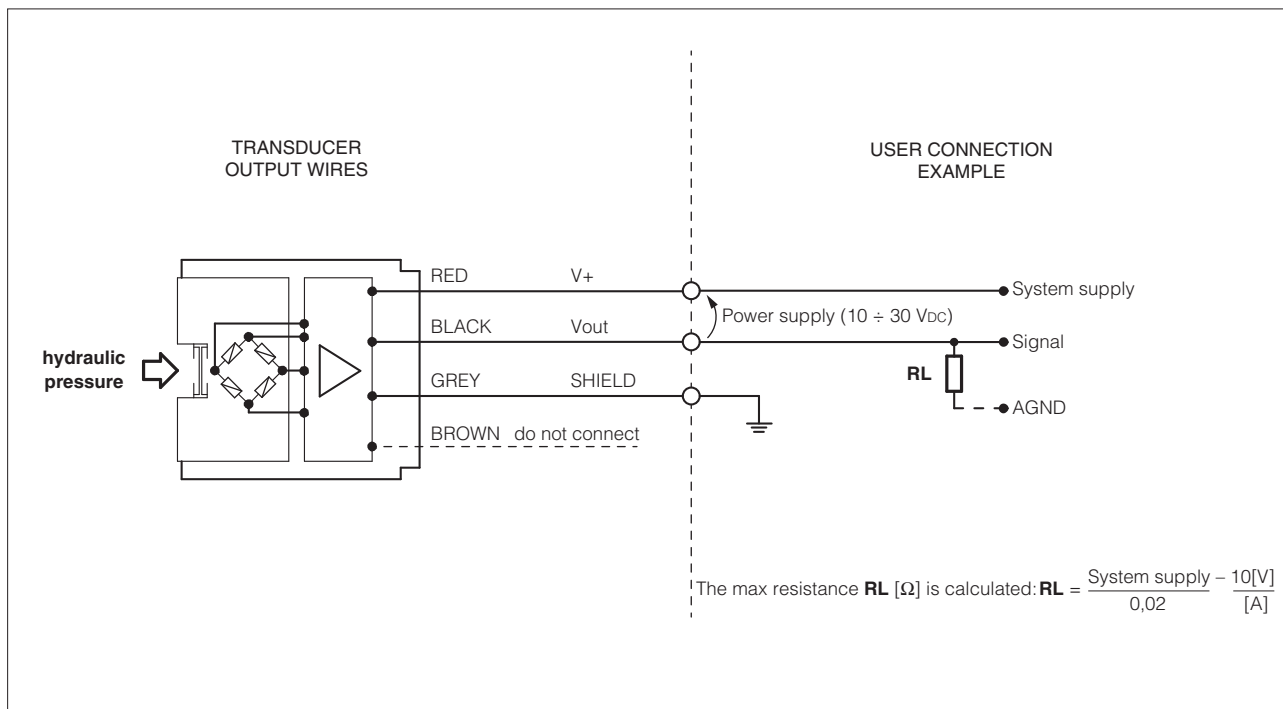 TRANSDUCER
OUTPUT WIRES
USER CONNECTION
EXAMPLE
hydraulic
pressure
RED V+
BLACK Vout
GREY SHIELD
BROWN do not connect
System supply
Power supply (10 ÷ 30 VDC)
Signal
RL
AGND
The max resistance RL [Ω] is calculated: RL = System supply – 10[V]
0,02 [A]